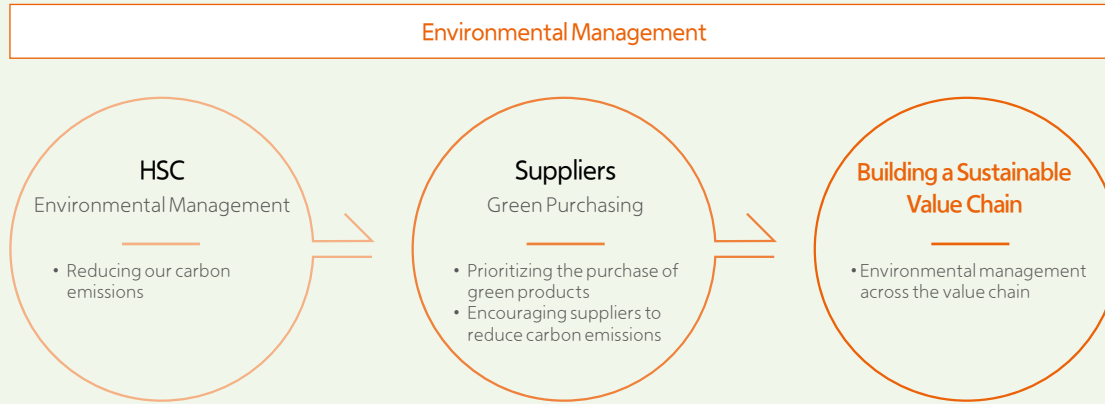 Environmental Management
HSC
Environmental Management
• Reducing our carbon
emissions
Suppliers
Green Purchasing
• Prioritizing the purchase of
green products
• Encouraging suppliers to
reduce carbon emissions
Building a Sustainable
Value Chain
• Environmental management
across the value chain